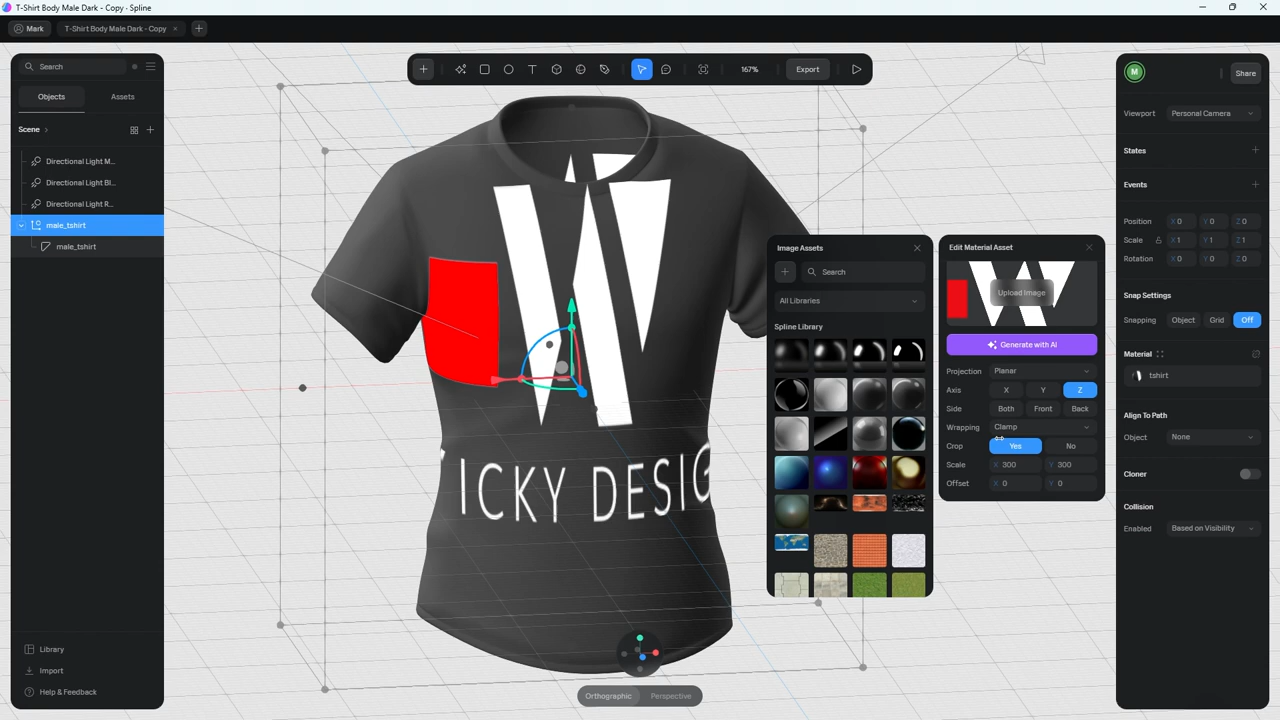 T-Shirt Body Male Dark - Copy - Spline
Mark
T-Shirt Body Male Dark - Copy
Search
Objects
Assets
Scene
Directional Light M...
Directional Light Bl...
Directional Light R...
male_tshirt
male_tshirt
Library
Import
Help & Feedback
T
167%
Export
W
ICKY DESIG
Orthographic
Perspective
Image Assets
Search
All Libraries
Spline Library
Edit Material Asset
Upload Image
Generate with AI
Projection Planar
Axis X Y Z
Side Both Front Back
Wrapping Clamp
Crop Yes No
Scale X 300 Y 300
Offset X 0 Y 0
M
Share
Viewport Personal Camera
States
Events
Position X 0 Y 0 Z 0
Scale X 1 Y 1 Z 1
Rotation X 0 Y 0 Z 0
Snap Settings
Snapping Object Grid Off
Material
tshirt
Align To Path
Object None
Cloner
Collision
Enabled Based on Visibility